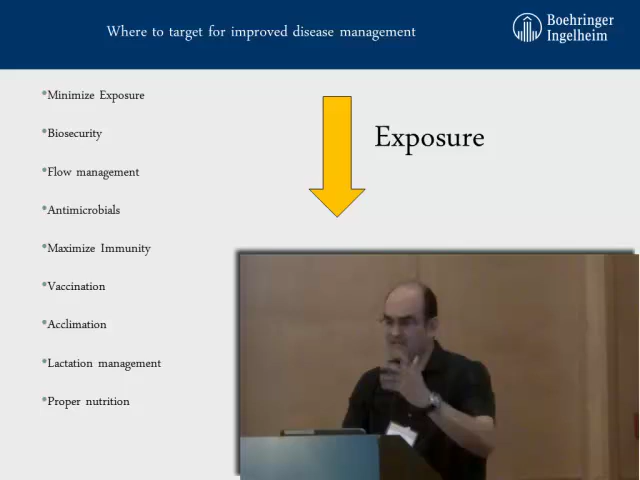 Where to target for improved disease management
Boehringer
Ingelheim
•Minimize Exposure
•Biosecurity
•Flow management
•Antimicrobials
•Maximize Immunity
•Vaccination
•Acclimation
•Lactation management
•Proper nutrition
Exposure